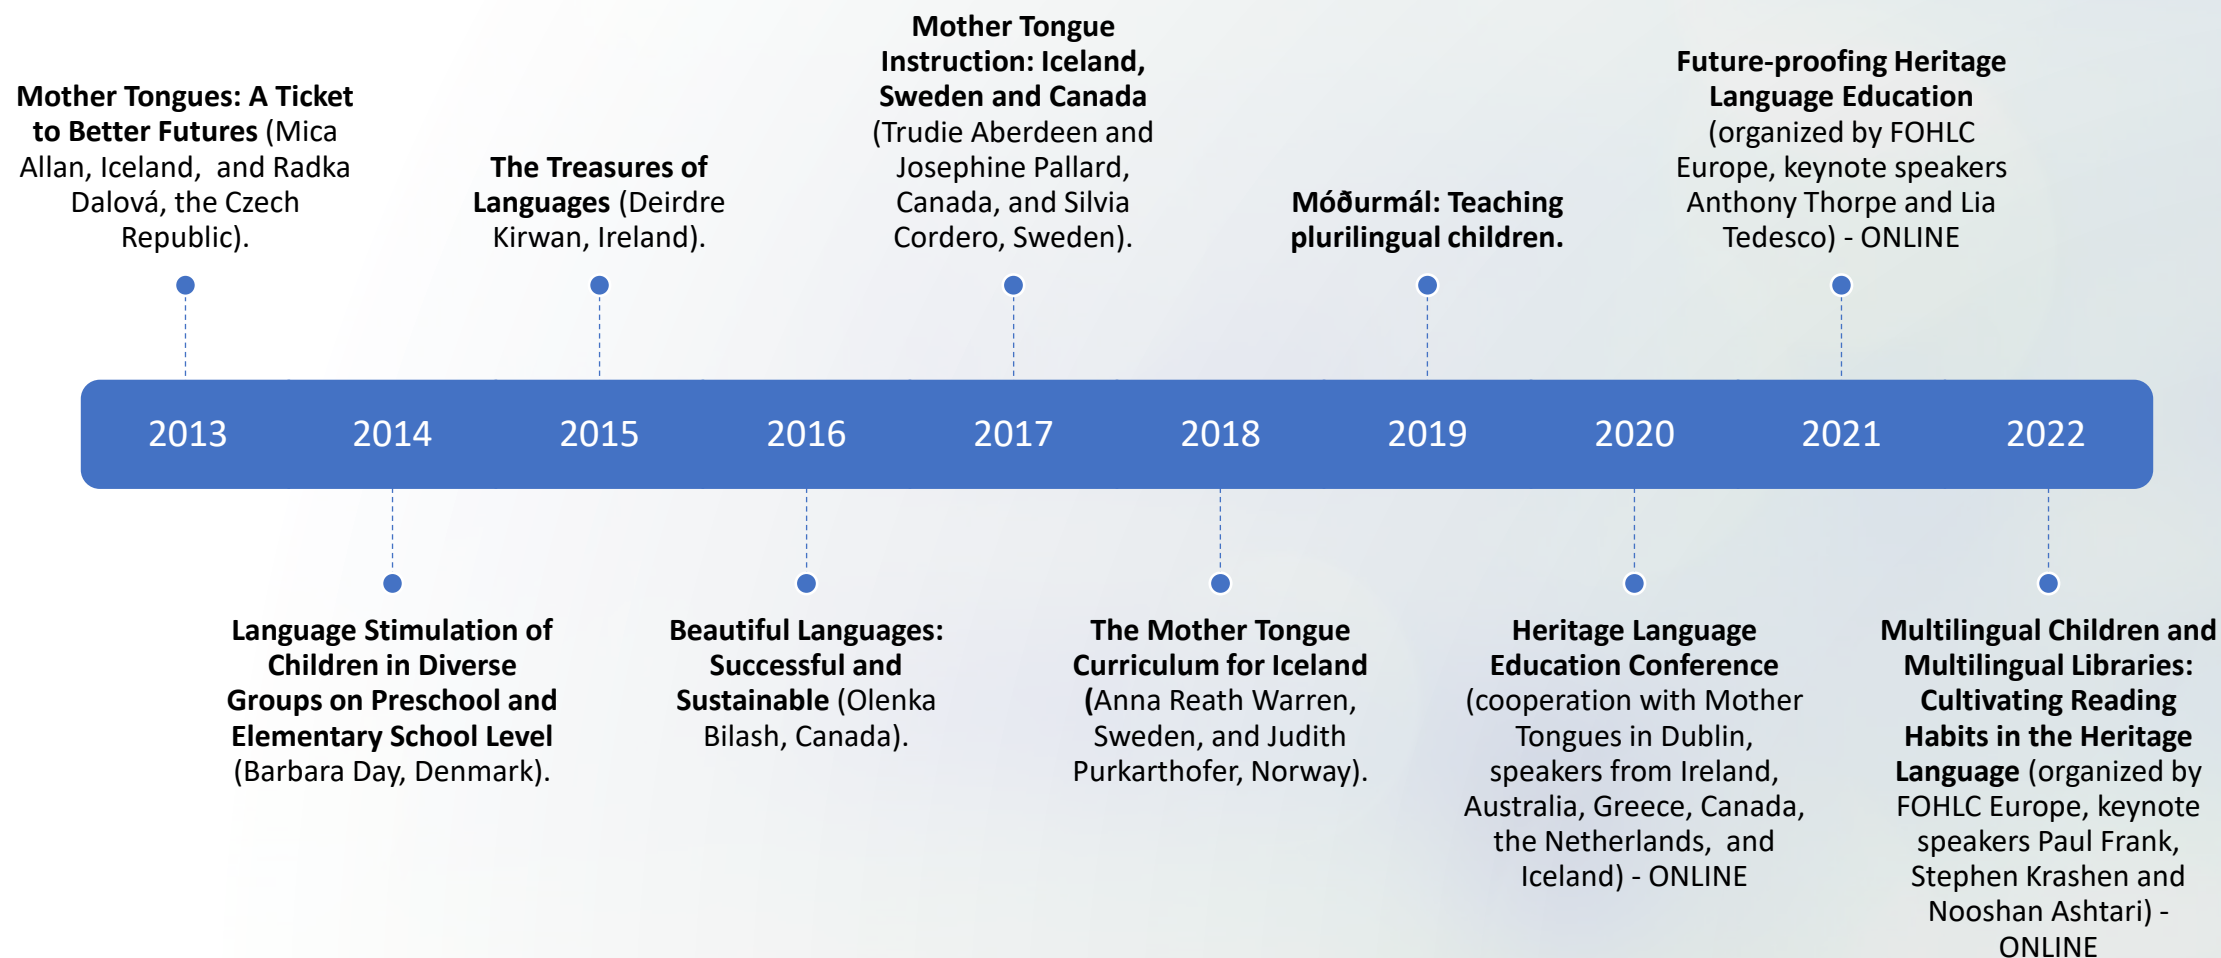 Mother Tongues: A Ticket
to Better Futures (Mica
Allan, Iceland,  and Radka
Dalová, the Czech
Republic).
The Treasures of
Languages (Deirdre
Kirwan, Ireland).
Mother Tongue
Instruction: Iceland,
Sweden and Canada
(Trudie Aberdeen and
Josephine Pallard,
Canada, and Silvia
Cordero, Sweden).
Móðurmál: Teaching
plurilingual children.
Future-proofing Heritage
Language Education
(organized by FOHLC
Europe, keynote speakers
Anthony Thorpe and Lia
Tedesco) - ONLINE
2013
2014
2015
2016
2017
2018
2019
2020
2021
2022
Language Stimulation of
Children in Diverse
Groups on Preschool and
Elementary School Level
(Barbara Day, Denmark).
Beautiful Languages:
Successful and
Sustainable (Olenka
Bilash, Canada).
The Mother Tongue
Curriculum for Iceland
(Anna Reath Warren,
Sweden, and Judith
Purkarthofer, Norway).
Heritage Language
Education Conference
(cooperation with Mother
Tongues in Dublin,
speakers from Ireland,
Australia, Greece, Canada,
the Netherlands,  and
Iceland) - ONLINE
Multilingual Children and
Multilingual Libraries:
Cultivating Reading
Habits in the Heritage
Language (organized by
FOHLC Europe, keynote
speakers Paul Frank,
Stephen Krashen and
Nooshan Ashtari) -
ONLINE